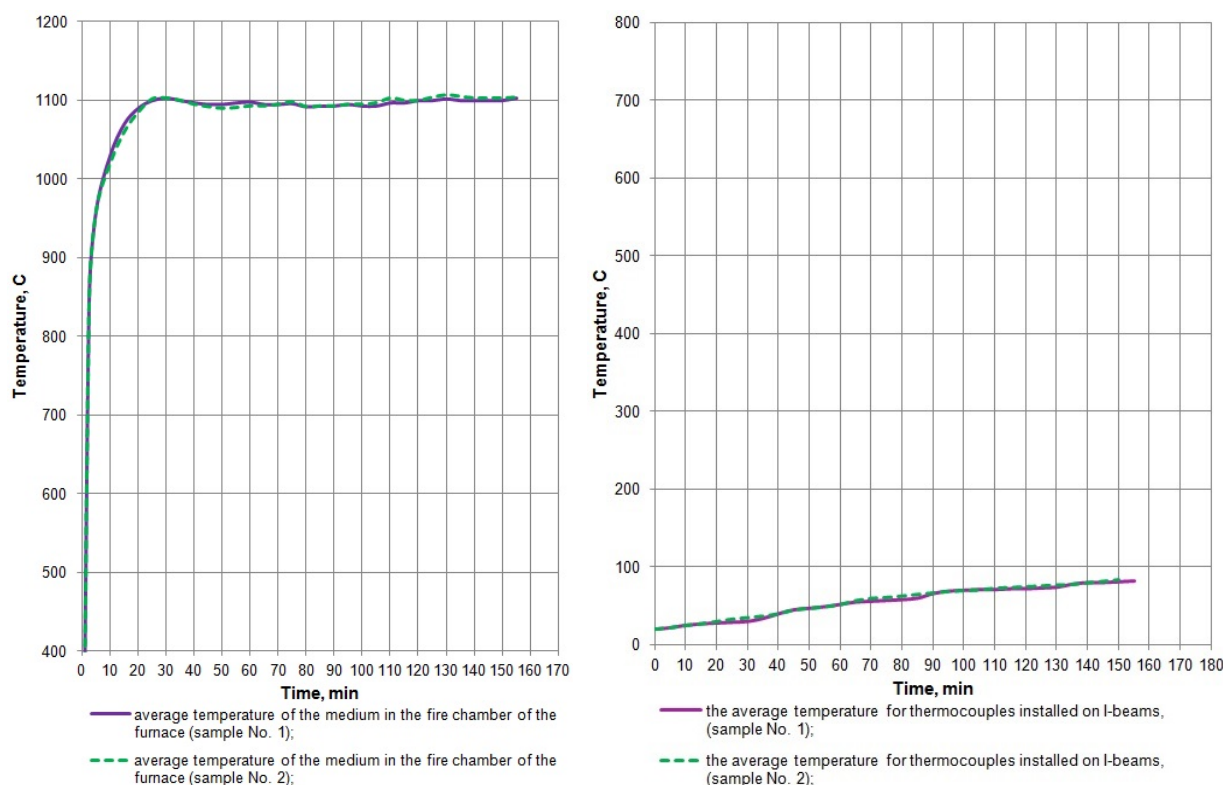 1200
1100
1000
900
800
700
600
500
400
Temperature, C
0 10 20 30 40 50 60 70 80 90 100 110 120 130 140 150 160 170
Time, min
average temperature of the medium in the fire chamber of the
furnace (sample No. 1);
average temperature of the medium in the fire chamber of the
furnace (sample No. 2);
800
700
600
500
400
300
200
100
0
Temperature, C
0 10 20 30 40 50 60 70 80 90 100 110 120 130 140 150 160 170 180
Time, min
the average temperature for thermocouples installed on I-beams,
(sample No. 1);
the average temperature for thermocouples installed on I-beams,
(sample No. 2);